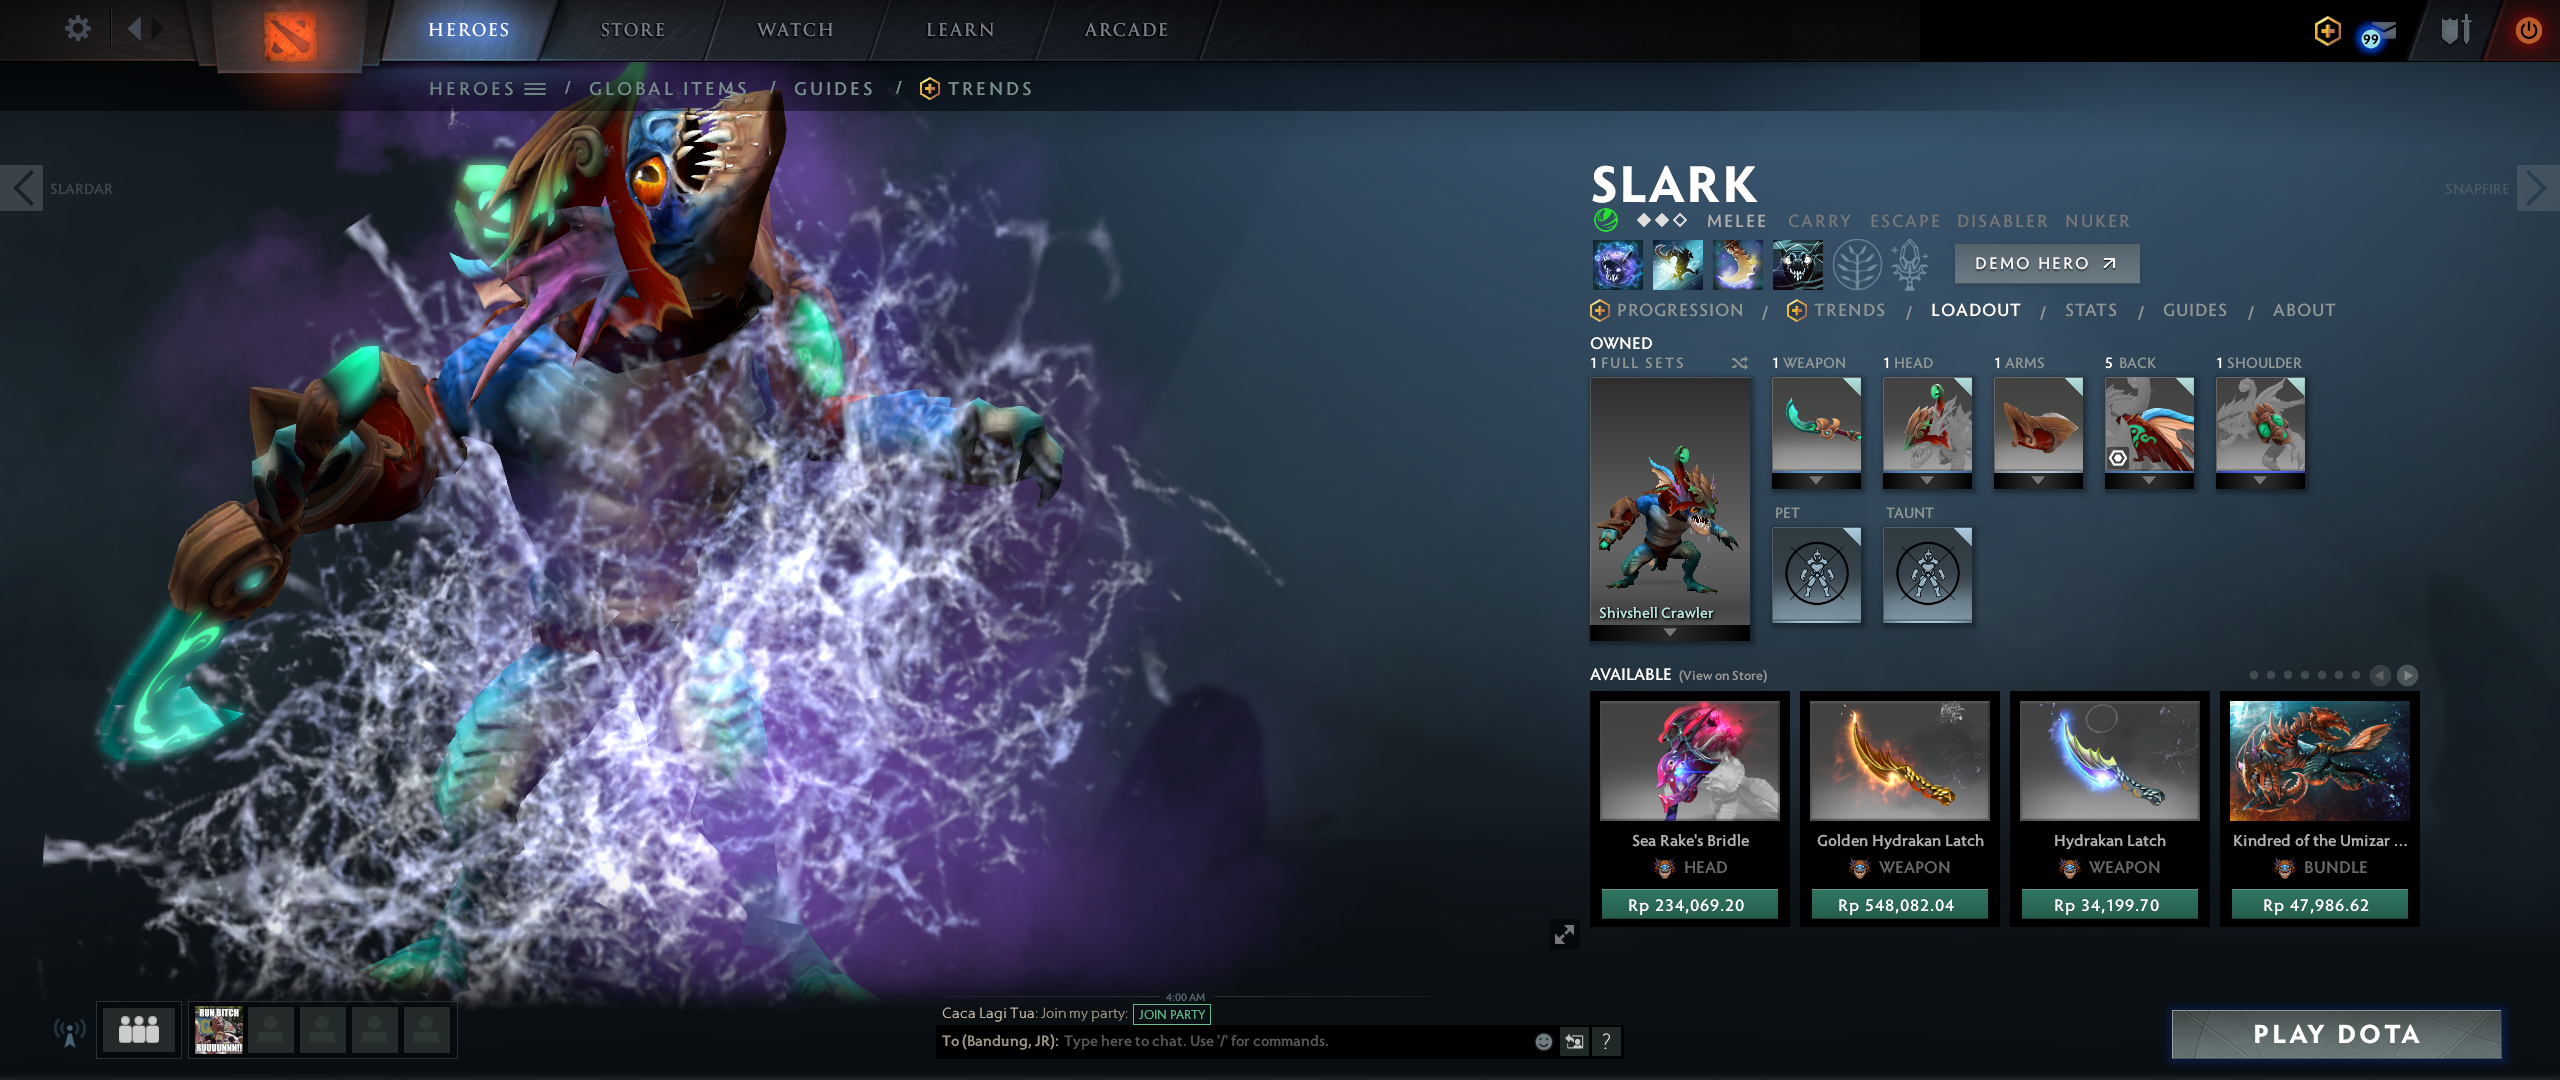 HEROES
STORE
WATCH
LEARN
ARCADE
99
HEROES / GLOBAL ITEMS / GUIDES / TRENDS
SLARDAR
SNAPFIRE
SLARK
MELEE CARRY ESCAPE DISABLER NUKER
DEMO HERO
PROGRESSION / TRENDS / LOADOUT / STATS / GUIDES / ABOUT
OWNED
1 FULL SETS
1 WEAPON
1 HEAD
1 ARMS
5 BACK
1 SHOULDER
Shivshell Crawler
PET
TAUNT
AVAILABLE (View on Store)
Sea Rake's Bridle
HEAD
Rp 234,069.20
Golden Hydrakan Latch
WEAPON
Rp 548,082.04
Hydrakan Latch
WEAPON
Rp 34,199.70
Kindred of the Umizar ...
BUNDLE
Rp 47,986.62
RUN BITCH
RUUUUNNN!!
4:00 AM
Caca Lagi Tua: Join my party: JOIN PARTY
To (Bandung, JR): Type here to chat. Use '/' for commands.
?
PLAY DOTA